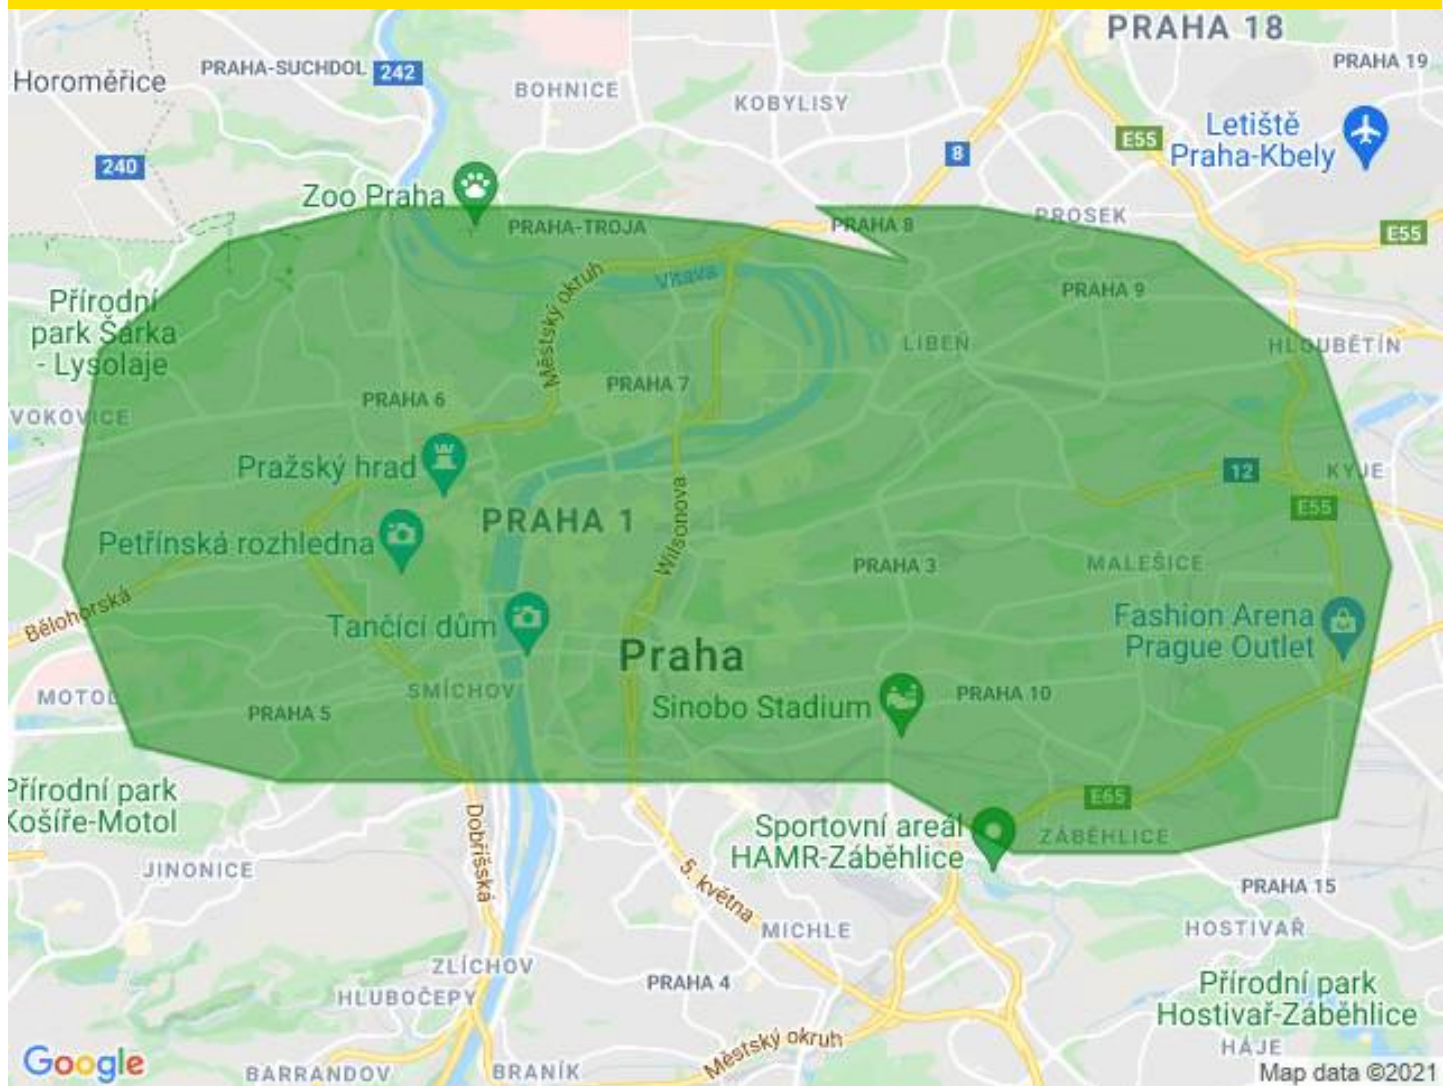 PRAHA 18
PRAHA-SUCHDOL
242
PRAHA 19
Horoměřice
BOHNICE
KOBYLISY
Letiště
Praha-Kbely
E55
8
240
Zoo Praha
PRAHA-TROJA
PRAHA 8
PROSEK
E55
Městský okruh
Vltava
PRAHA 9
Přírodní
park Šárka
- Lysolaje
LIBEŇ
HLOUBĚTÍN
PRAHA 7
PRAHA 6
VOKOVICE
Pražský hrad
12
KYJE
PRAHA 1
Wilsonova
E55
Petřínská rozhledna
PRAHA 3
MALEŠICE
Bělohorská
Tančící dům
Fashion Arena
Prague Outlet
Praha
MOTOL
SMÍCHOV
PRAHA 5
Sinobo Stadium
PRAHA 10
Přírodní park
Košíře-Motol
E65
Dobříšská
Sportovní areál
HAMR-Záběhlice
ZÁBĚHLICE
JINONICE
5. května
PRAHA 15
MICHLE
HOSTIVAŘ
ZLÍCHOV
HLUBOČEPY
PRAHA 4
Přírodní park
Hostivař-Záběhlice
Městský okruh
HÁJE
Google
BARRANDOV
BRANÍK
Map data ©2021